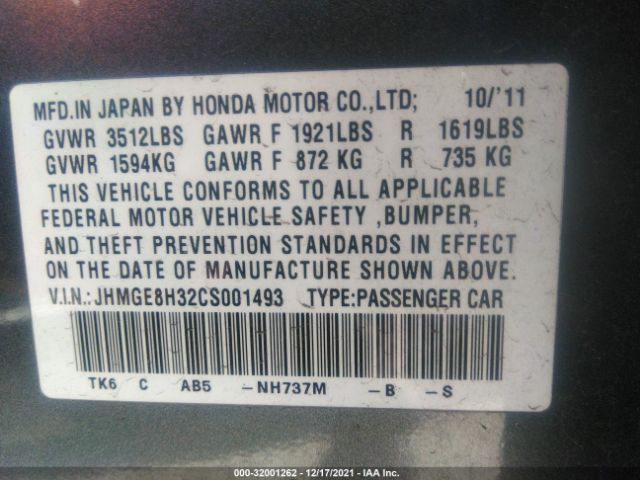 MFD.IN JAPAN BY HONDA MOTOR CO.,LTD; 10/'11
GVWR 3512LBS GAWR F 1921LBS R 1619LBS
GVWR 1594KG GAWR F 872 KG R 735 KG
THIS VEHICLE CONFORMS TO ALL APPLICABLE
FEDERAL MOTOR VEHICLE SAFETY ,BUMPER,
AND THEFT PREVENTION STANDARDS IN EFFECT
ON THE DATE OF MANUFACTURE SHOWN ABOVE.
V.I.N.:JHMGE8H32CS001493 TYPE:PASSENGER CAR
TK6 C AB5 -NH737M -B -S
000-32001262 - 12/17/2021 - IAA Inc.